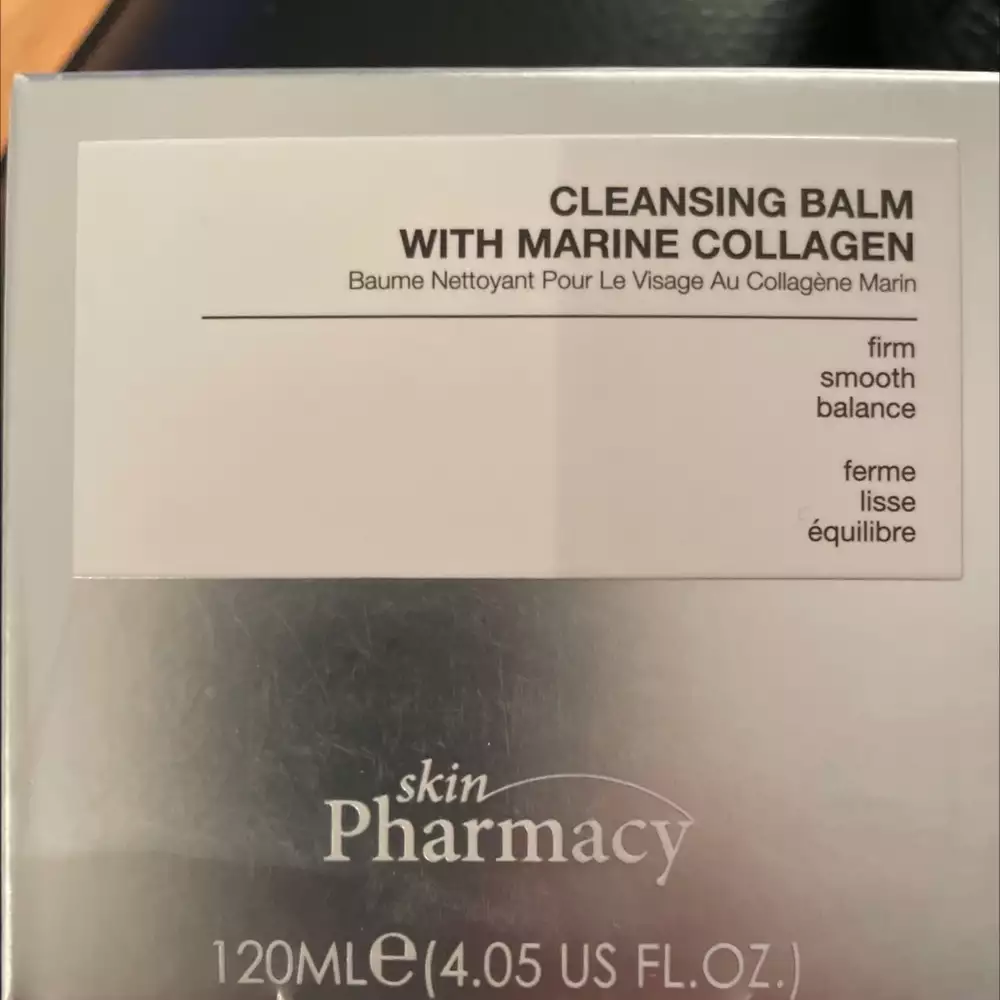 CLEANSING BALM
WITH MARINE COLLAGEN
Baume Nettoyant Pour Le Visage Au Collagène Marin
firm
smooth
balance
ferme
lisse
équilibre
skin
Pharmacy
120MLe(4.05 US FL.OZ.)